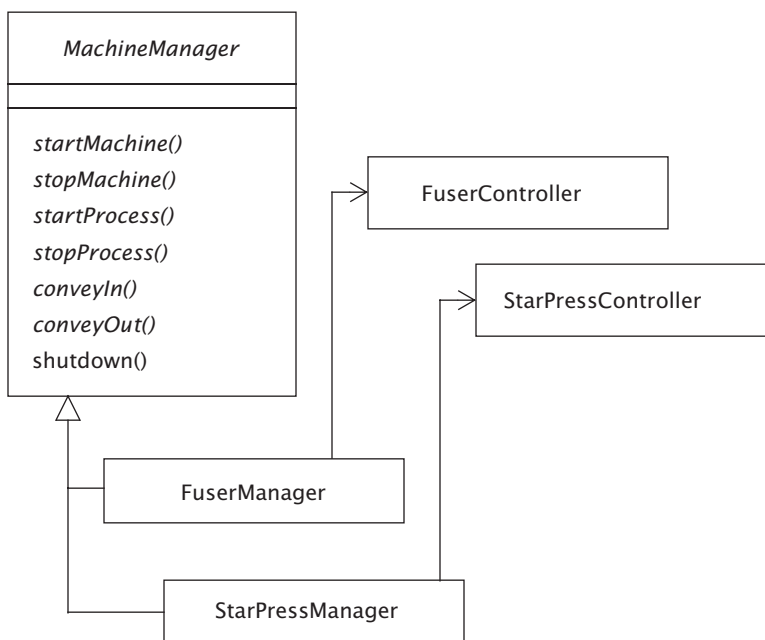 MachineManager
startMachine()
stopMachine()
startProcess()
stopProcess()
conveyIn()
conveyOut()
shutdown()
FuserController
StarPressController
FuserManager
StarPressManager